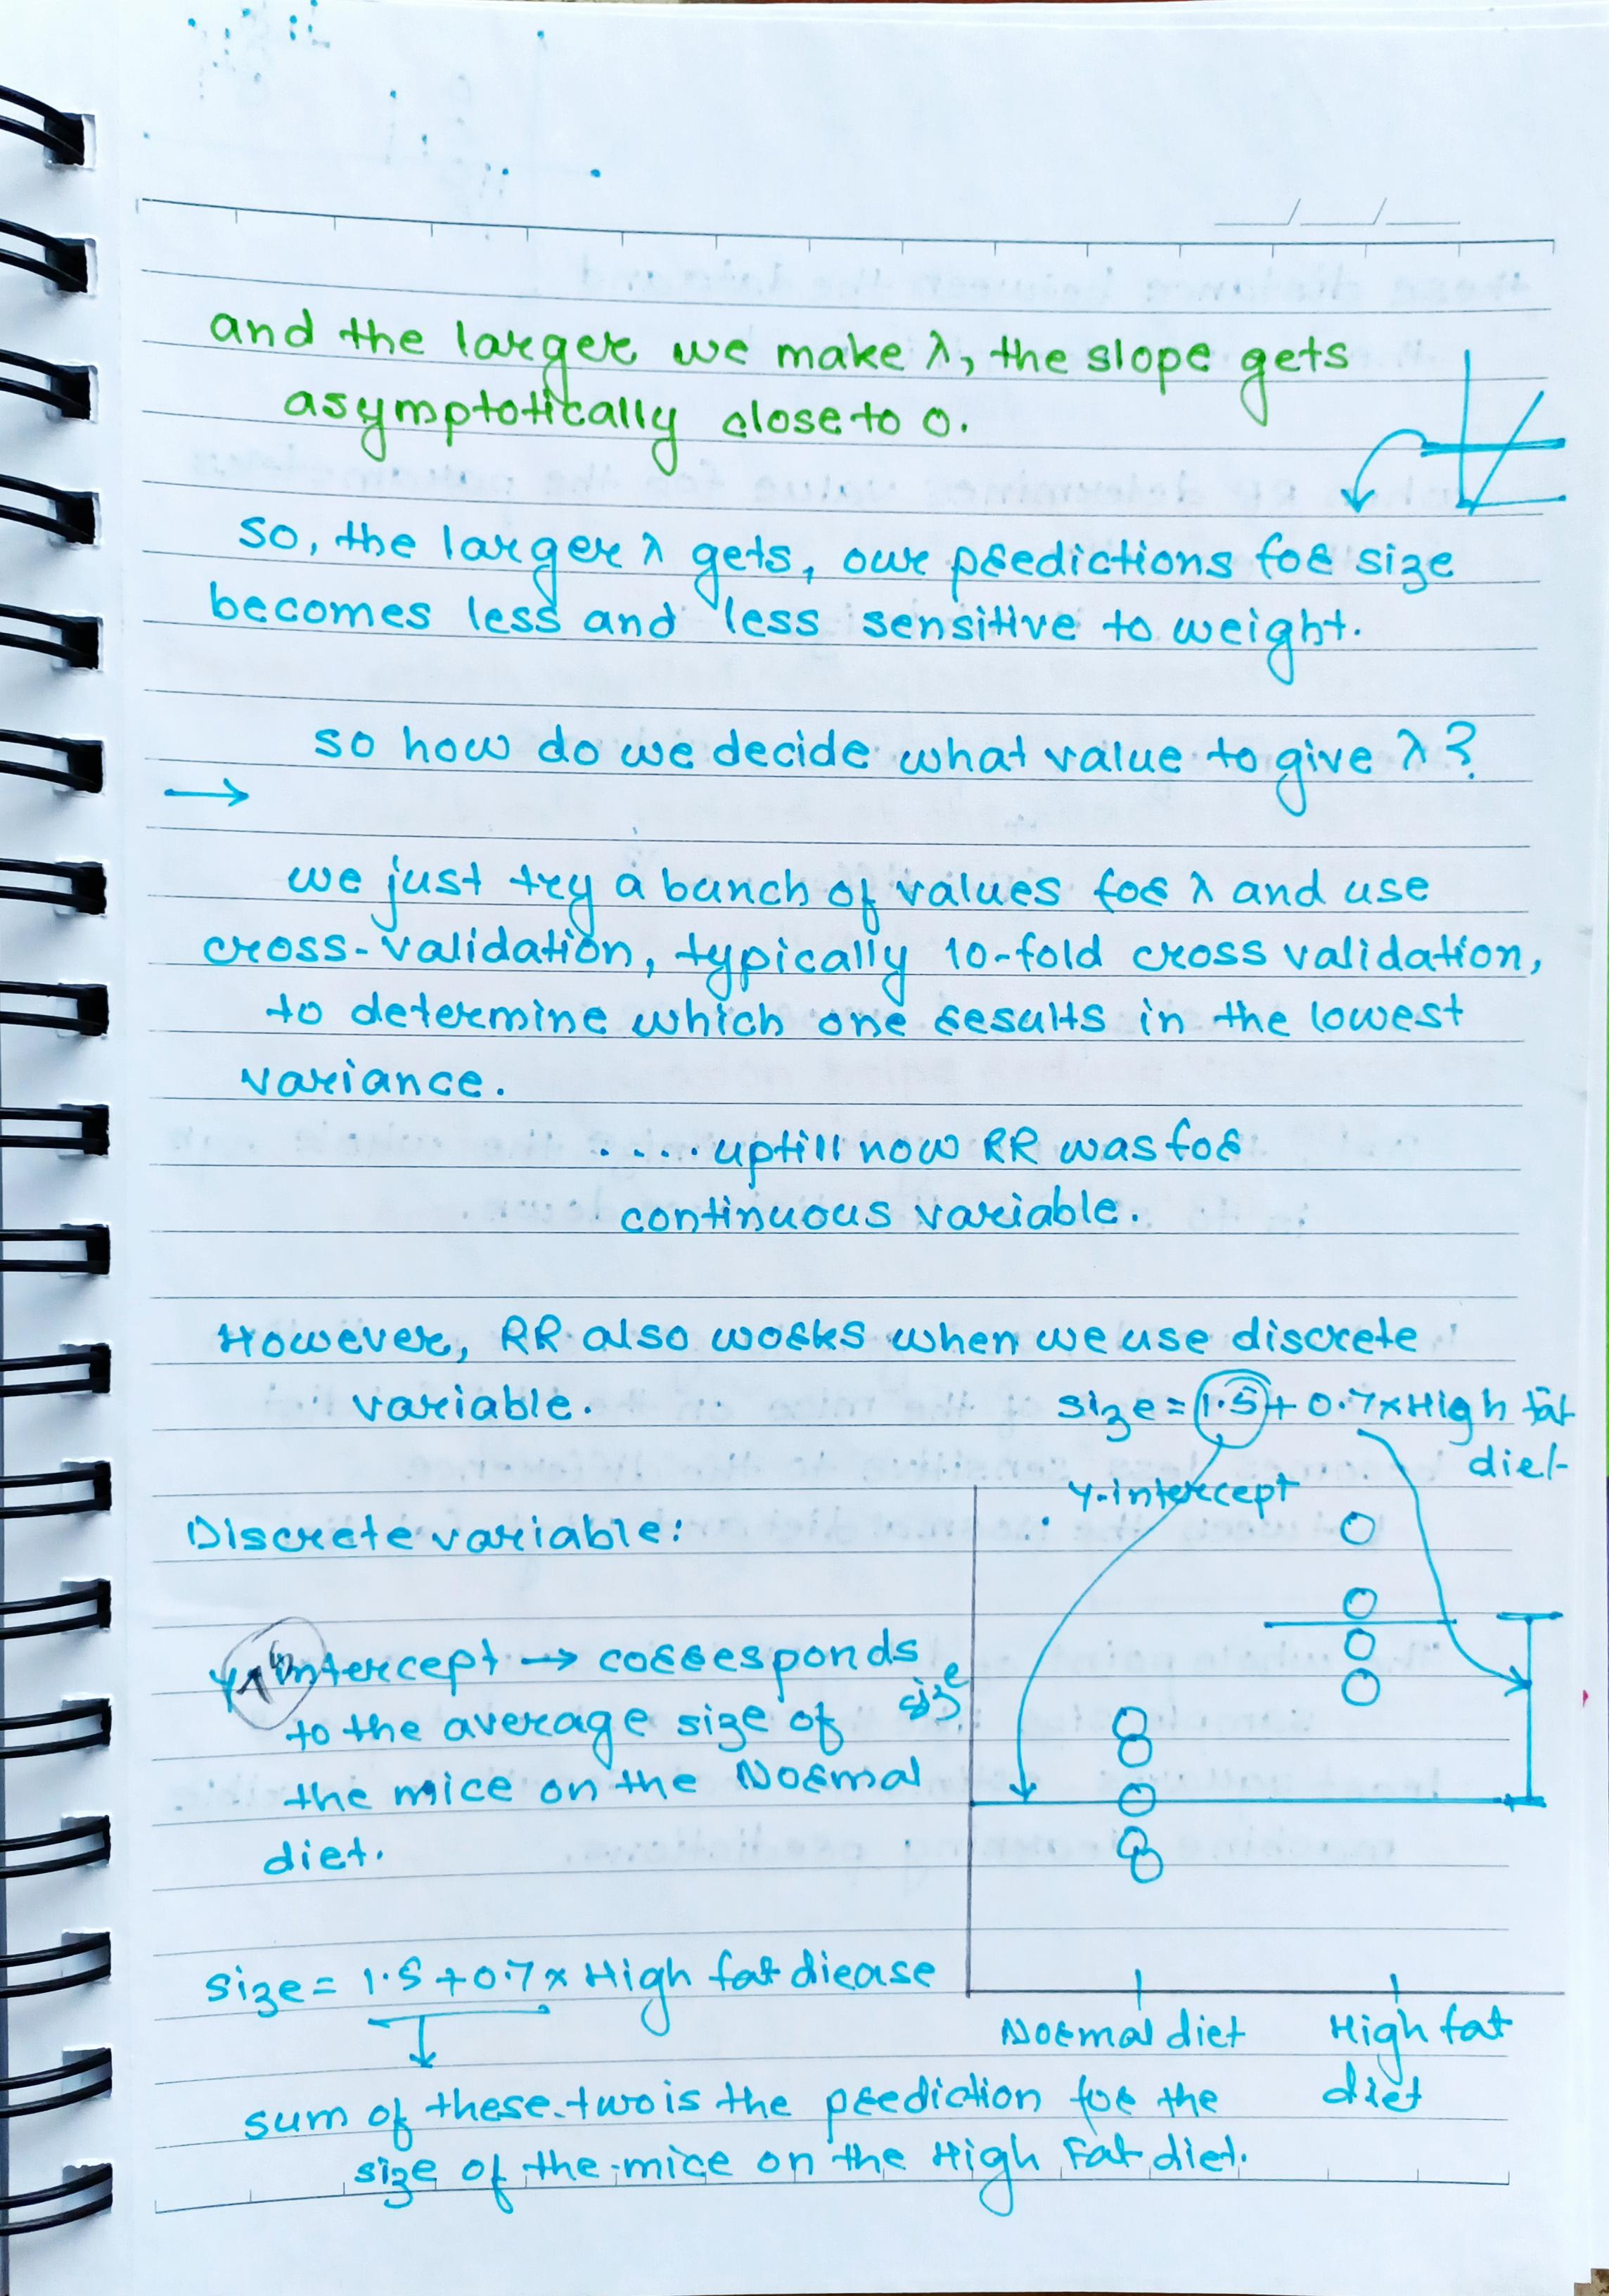 and the larger we make λ, the slope gets
asymptotically close to 0.
so, the larger λ gets, our predictions for size
becomes less and less sensitive to weight.
so how do we decide what value to give λ?
→
we just try a bunch of values for λ and use
cross-validation, typically 10-fold cross validation,
to determine which one results in the lowest
variance.
.... uptill now RR was for
continuous variable.
However, RR also works when we use discrete
variable.
size = 1.5 + 0.7 x High fat
diet
y-intercept
Discrete variable:
intercept → corresponds
to the average size of
the mice on the Normal
diet.
size
size = 1.5 + 0.7 x High fat diease
Normal diet
High fat
diet
sum of these two is the prediction for the
size of the mice on the High Fat diet.